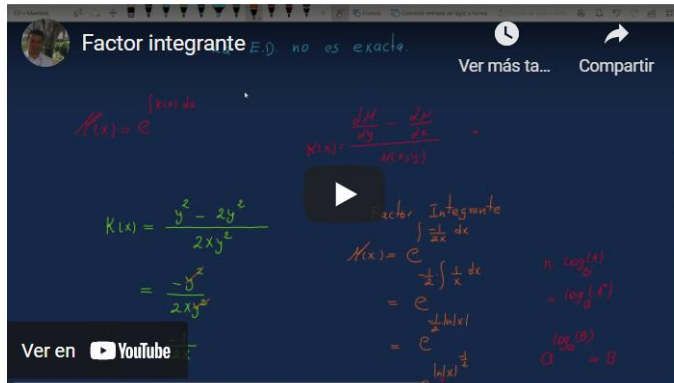 Factor integrante
E.D. no es exacta.
Ver más ta...
Compartir
μ(x) = e^∫k(x) dx
K(x) = (dM/dy - dN/dx) / N(x,y)
K(x) = (y² - 2y²) / 2xy²
= -y² / 2xy²
Factor Integrante
μ(x) = e^∫ -1/2x dx
= e^-1/2 ∫ 1/x dx
= e^-1/2 ln|x|
ln|x|
Ver en YouTube